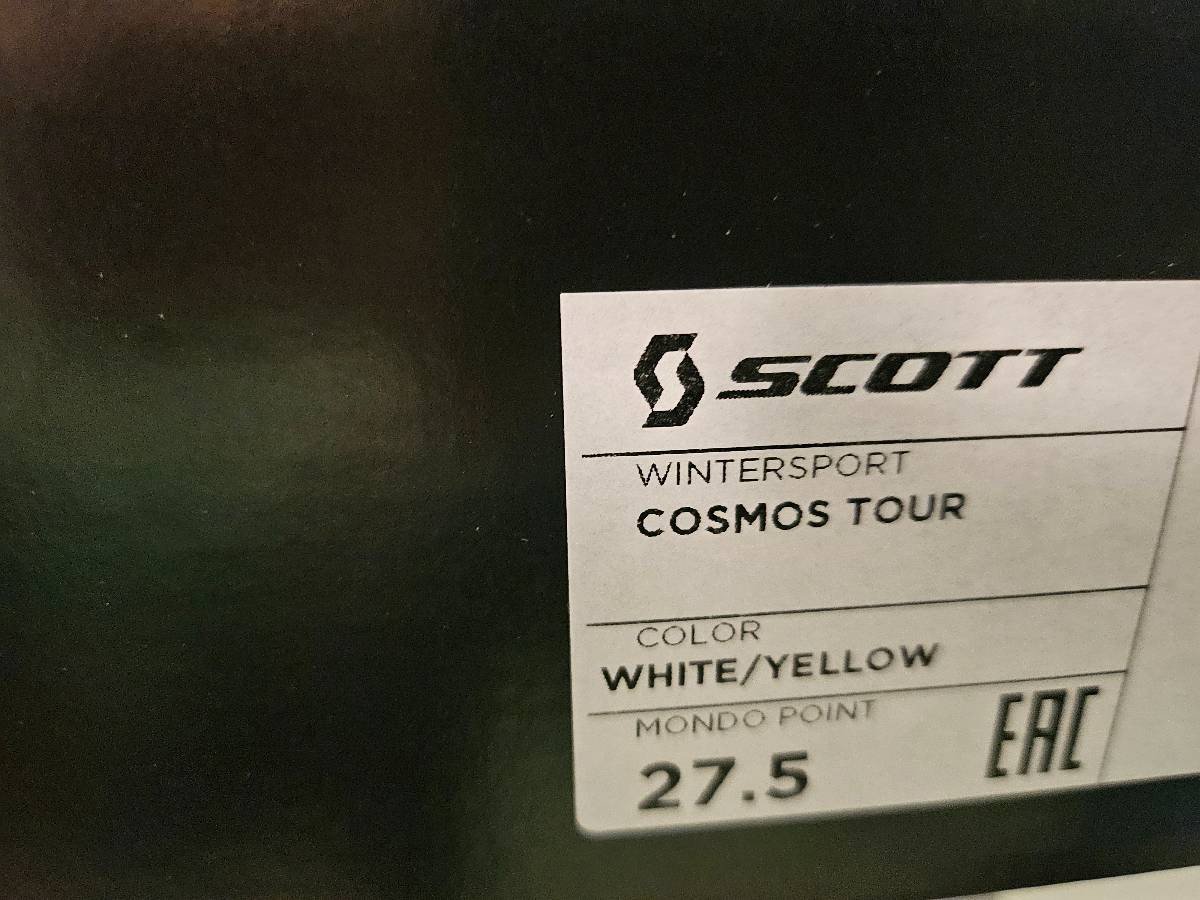 SCOTT
WINTERSPORT
COSMOS TOUR
COLOR
WHITE/YELLOW
MONDO POINT
27.5
EAC